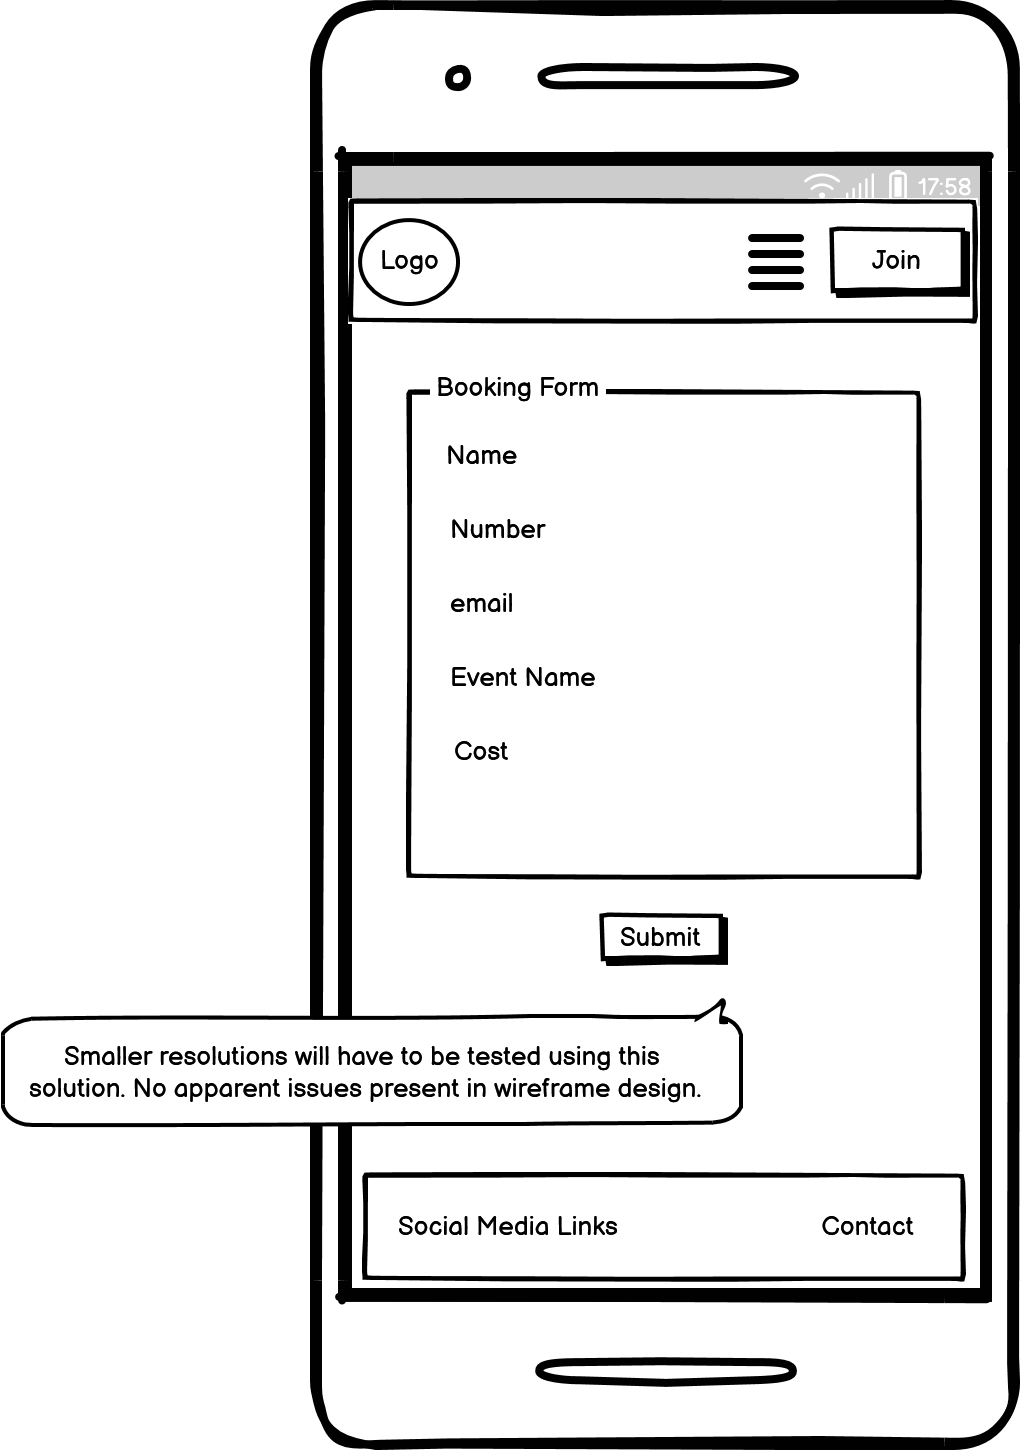 17:58
Logo
Join
Booking Form
Name
Number
email
Event Name
Cost
Submit
Smaller resolutions will have to be tested using this
solution. No apparent issues present in wireframe design.
Social Media Links
Contact